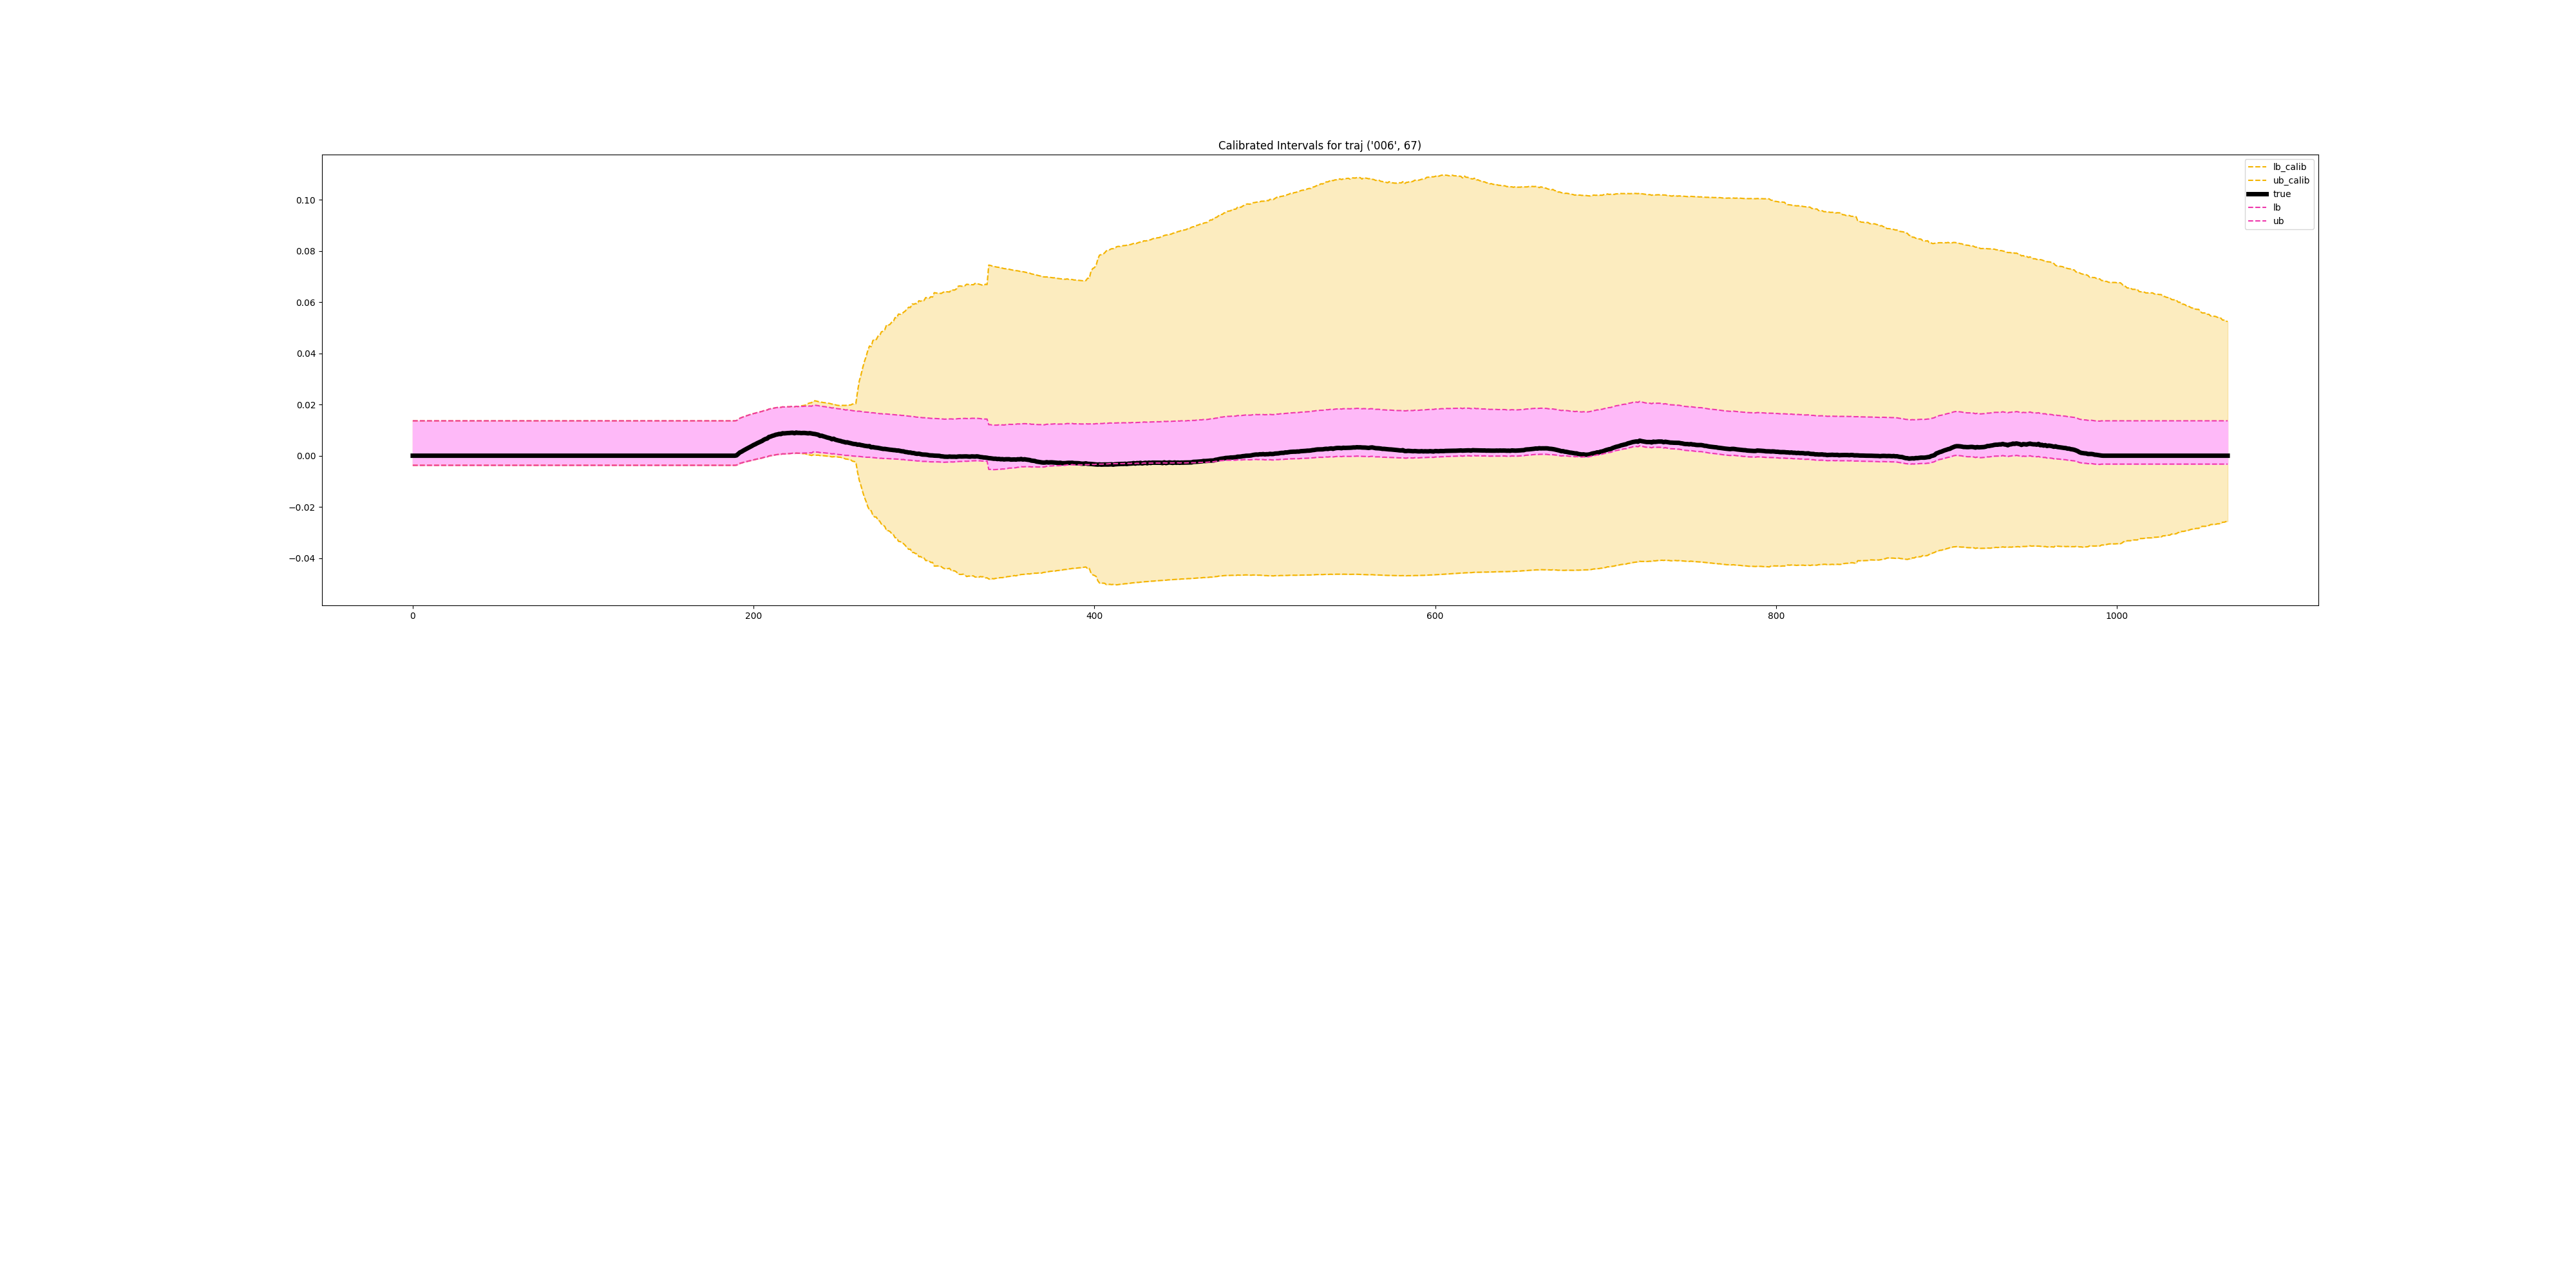 Calibrated Intervals for traj ('006', 67)
lb_calib
ub_calib
true
lb
ub
0.10
0.08
0.06
0.04
0.02
0.00
−0.02
−0.04
0 200 400 600 800 1000